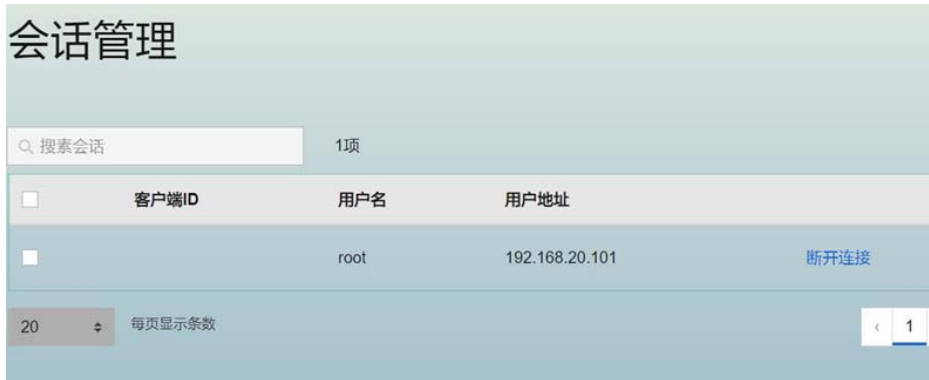 会话管理
搜素会话 1项
客户端ID 用户名 用户地址
root 192.168.20.101 断开连接
20 每页显示条数 ‹ 1